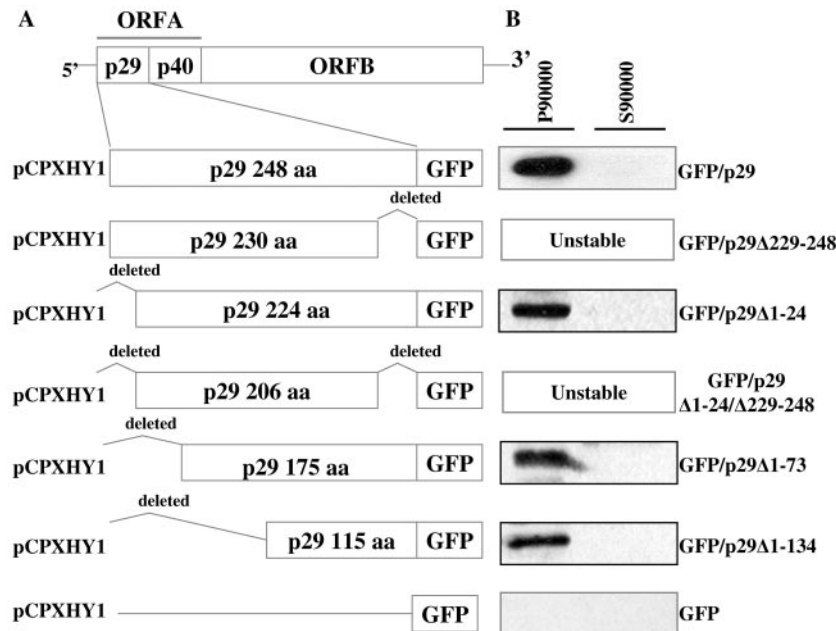 A
B
ORFA
5' p29 p40 ORFB 3'
P90000
S90000
pCPXHY1 p29 248 aa GFP GFP/p29
deleted
pCPXHY1 p29 230 aa GFP Unstable GFP/p29Δ229-248
deleted
pCPXHY1 p29 224 aa GFP GFP/p29Δ1-24
deleted deleted
pCPXHY1 p29 206 aa GFP Unstable GFP/p29
Δ1-24/Δ229-248
deleted
pCPXHY1 p29 175 aa GFP GFP/p29Δ1-73
deleted
pCPXHY1 p29 115 aa GFP GFP/p29Δ1-134
pCPXHY1 GFP GFP